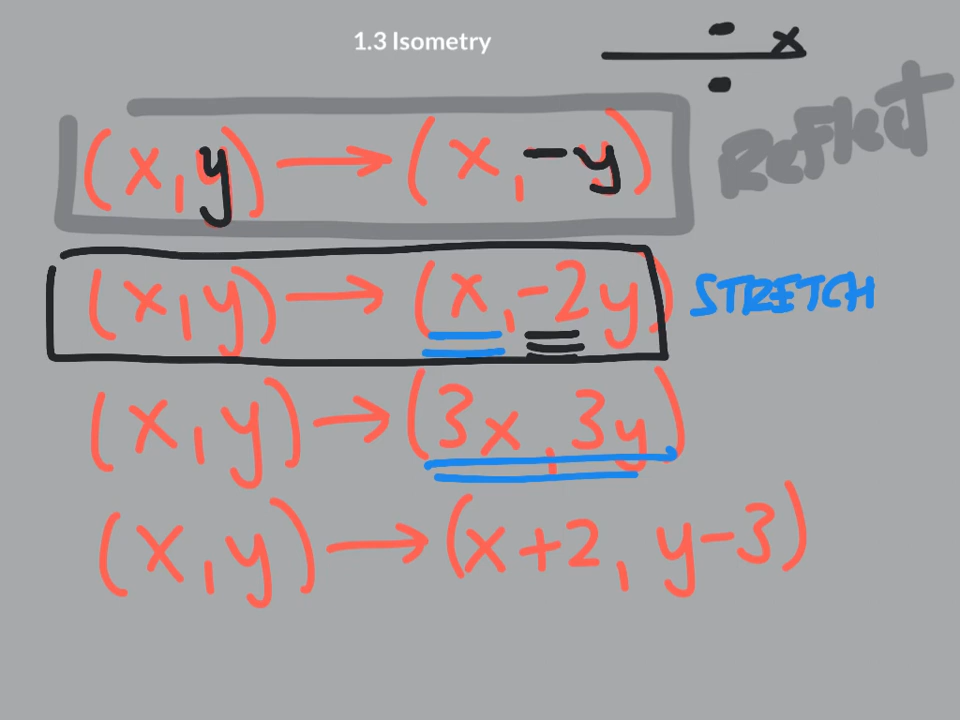 1.3 Isometry
x
Reflect
(x,y) → (x,-y)
(x,y) → (x,-2y) STRETCH
(x,y) → (3x,3y)
(x,y) → (x+2, y-3)